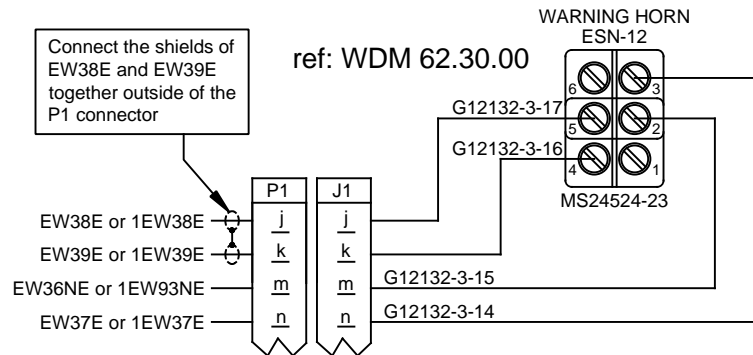 WARNING HORN
ESN-12
Connect the shields of
EW38E and EW39E
together outside of the
P1 connector
ref: WDM 62.30.00
6 3
G12132-3-17
5 2
G12132-3-16
4 1
MS24524-23
P1 J1
EW38E or 1EW38E j j
EW39E or 1EW39E k k
EW36NE or 1EW93NE m m G12132-3-15
EW37E or 1EW37E n n G12132-3-14